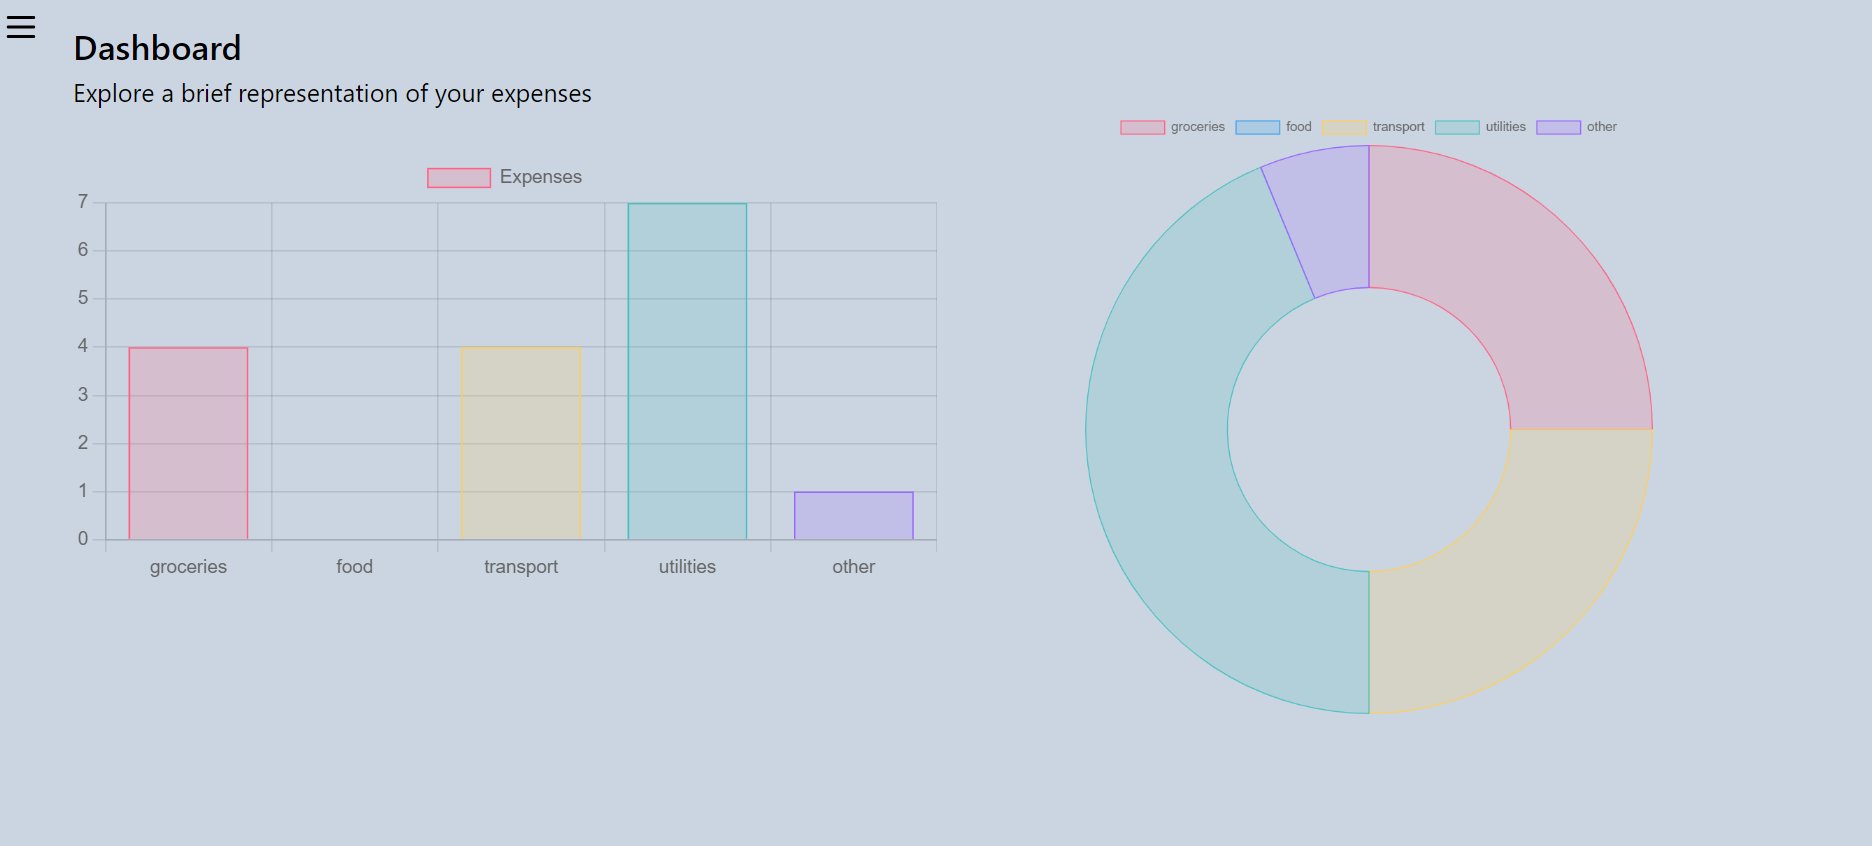 Dashboard
Explore a brief representation of your expenses
Expenses
7
6
5
4
3
2
1
0
groceries food transport utilities other
groceries food transport utilities other